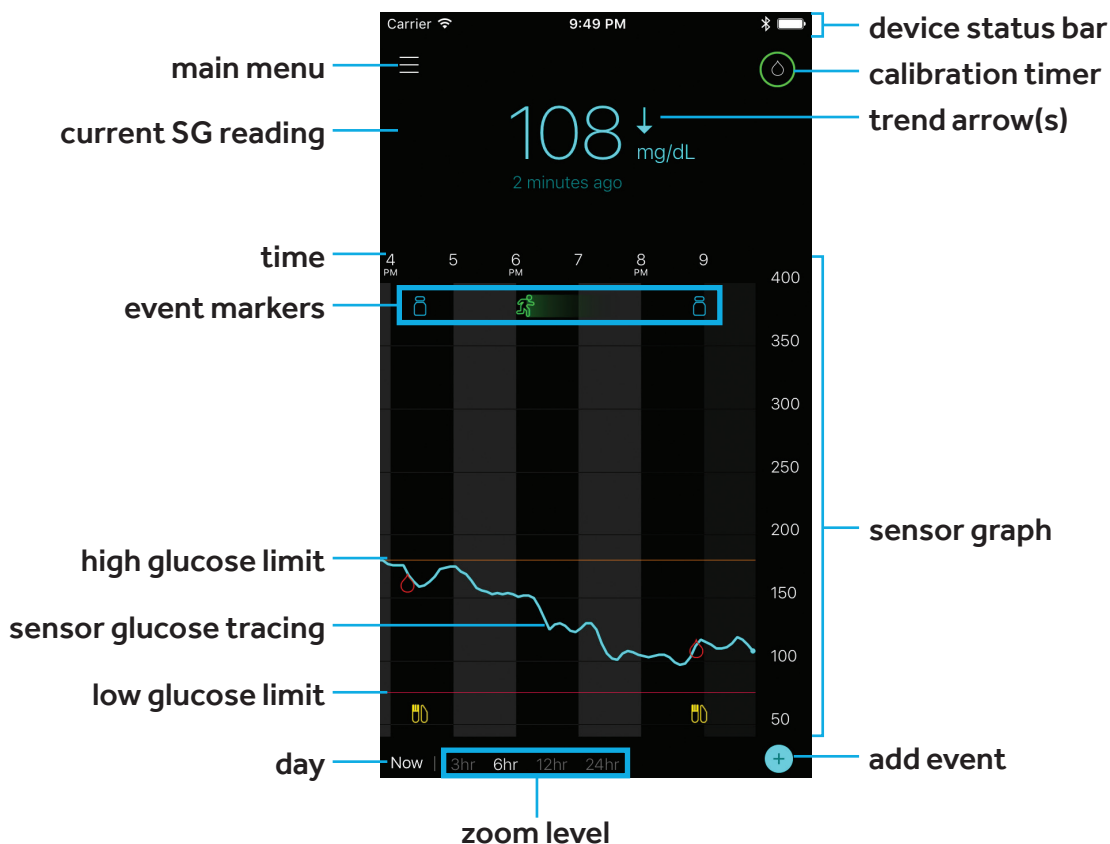 Carrier 9:49 PM
device status bar
main menu
calibration timer
current SG reading
108 mg/dL
trend arrow(s)
2 minutes ago
time
4 PM 5 6 PM 7 8 PM 9
400
event markers
350
300
250
200
sensor graph
high glucose limit
150
sensor glucose tracing
100
low glucose limit
50
day
Now | 3hr 6hr 12hr 24hr
+
add event
zoom level